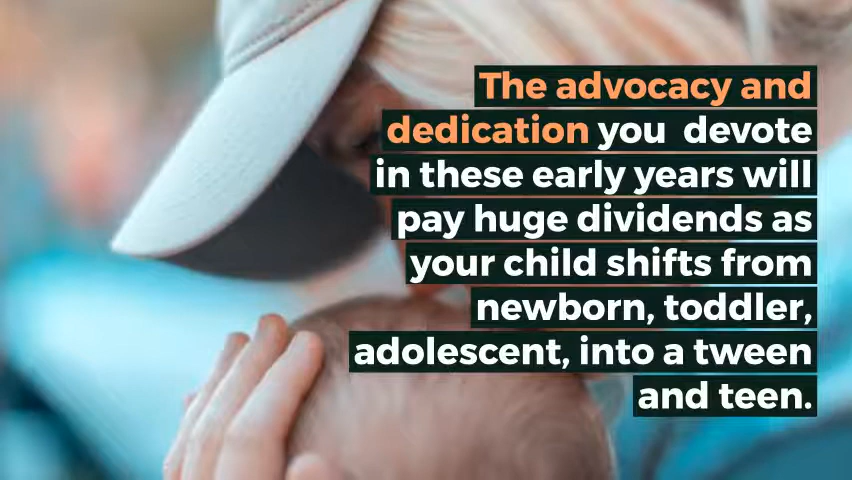 The advocacy and
dedication you  devote
in these early years will
pay huge dividends as
your child shifts from
newborn, toddler,
adolescent, into a tween
and teen.